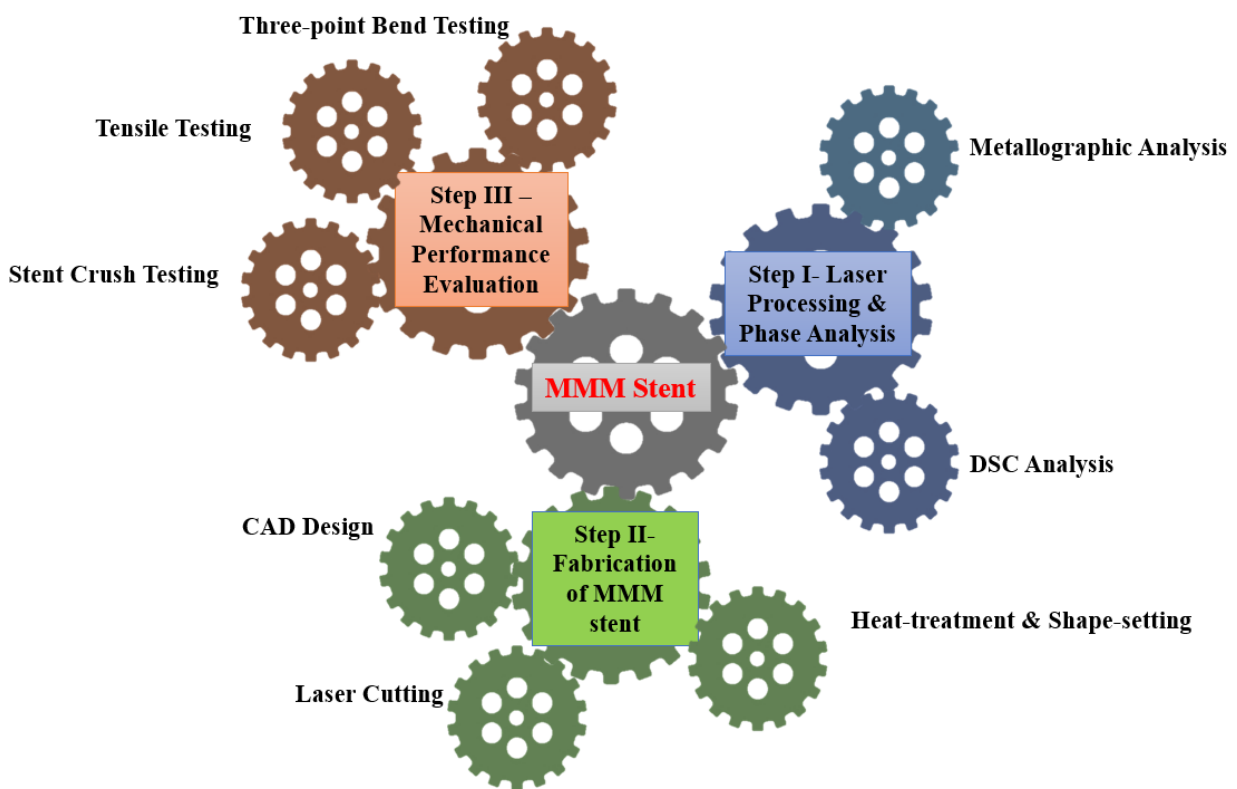 Three-point Bend Testing
Tensile Testing
Stent Crush Testing
Step III –
Mechanical
Performance
Evaluation
Metallographic Analysis
Step I- Laser
Processing &
Phase Analysis
DSC Analysis
MMM Stent
CAD Design
Step II-
Fabrication
of MMM
stent
Heat-treatment & Shape-setting
Laser Cutting